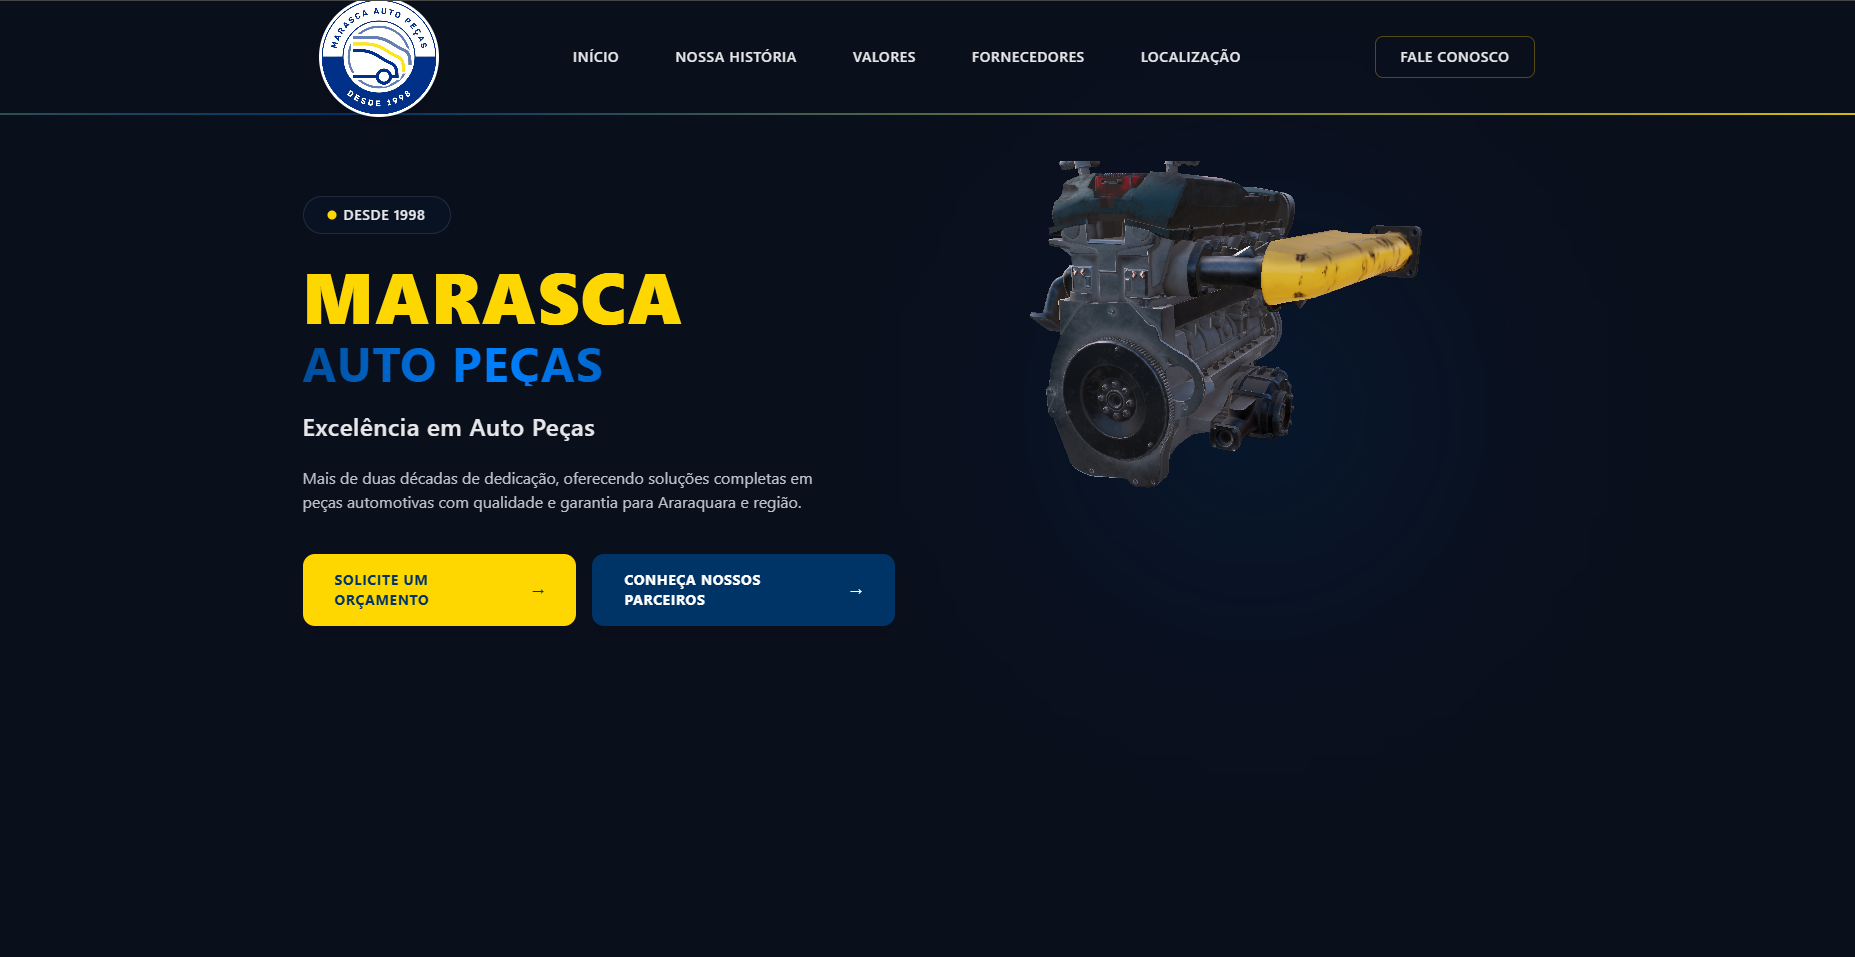 MARASCA AUTO PEÇAS
DESDE 1998
INÍCIO
NOSSA HISTÓRIA
VALORES
FORNECEDORES
LOCALIZAÇÃO
FALE CONOSCO
DESDE 1998
MARASCA
AUTO PEÇAS
Excelência em Auto Peças
Mais de duas décadas de dedicação, oferecendo soluções completas em
peças automotivas com qualidade e garantia para Araraquara e região.
SOLICITE UM
ORÇAMENTO →
CONHEÇA NOSSOS
PARCEIROS →